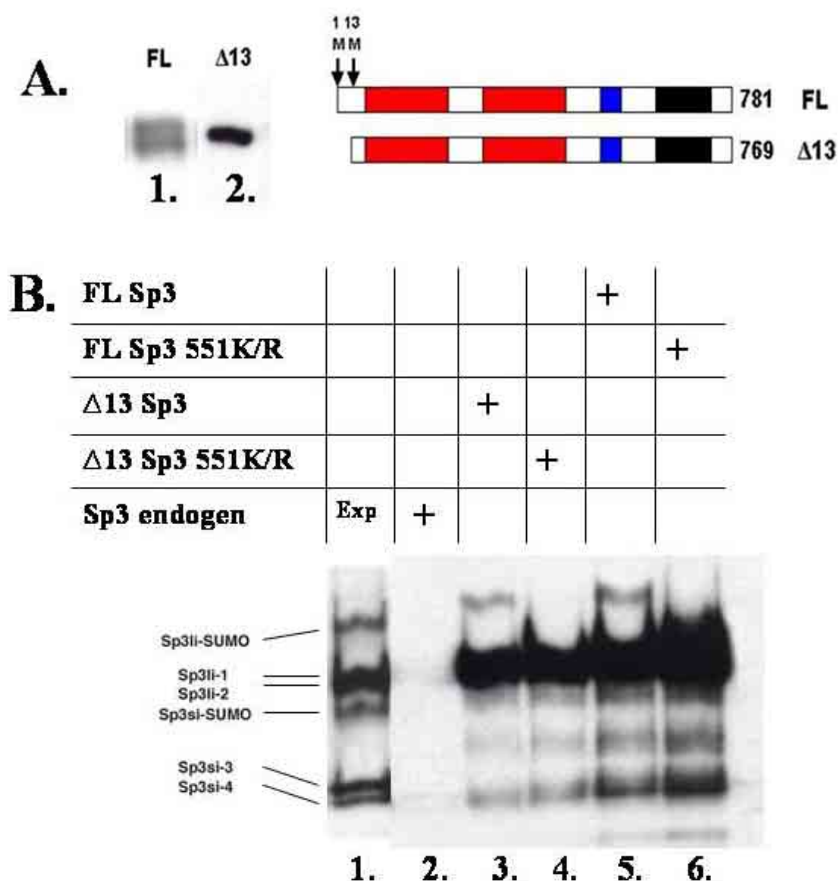 A.
FL Δ13
1. 2.
1 13
M M
781 FL
769 Δ13
B.
FL Sp3 +
FL Sp3 551K/R +
Δ13 Sp3 +
Δ13 Sp3 551K/R +
Sp3 endogen Exp +
Sp3li-SUMO
Sp3li-1
Sp3li-2
Sp3si-SUMO
Sp3si-3
Sp3si-4
1. 2. 3. 4. 5. 6.